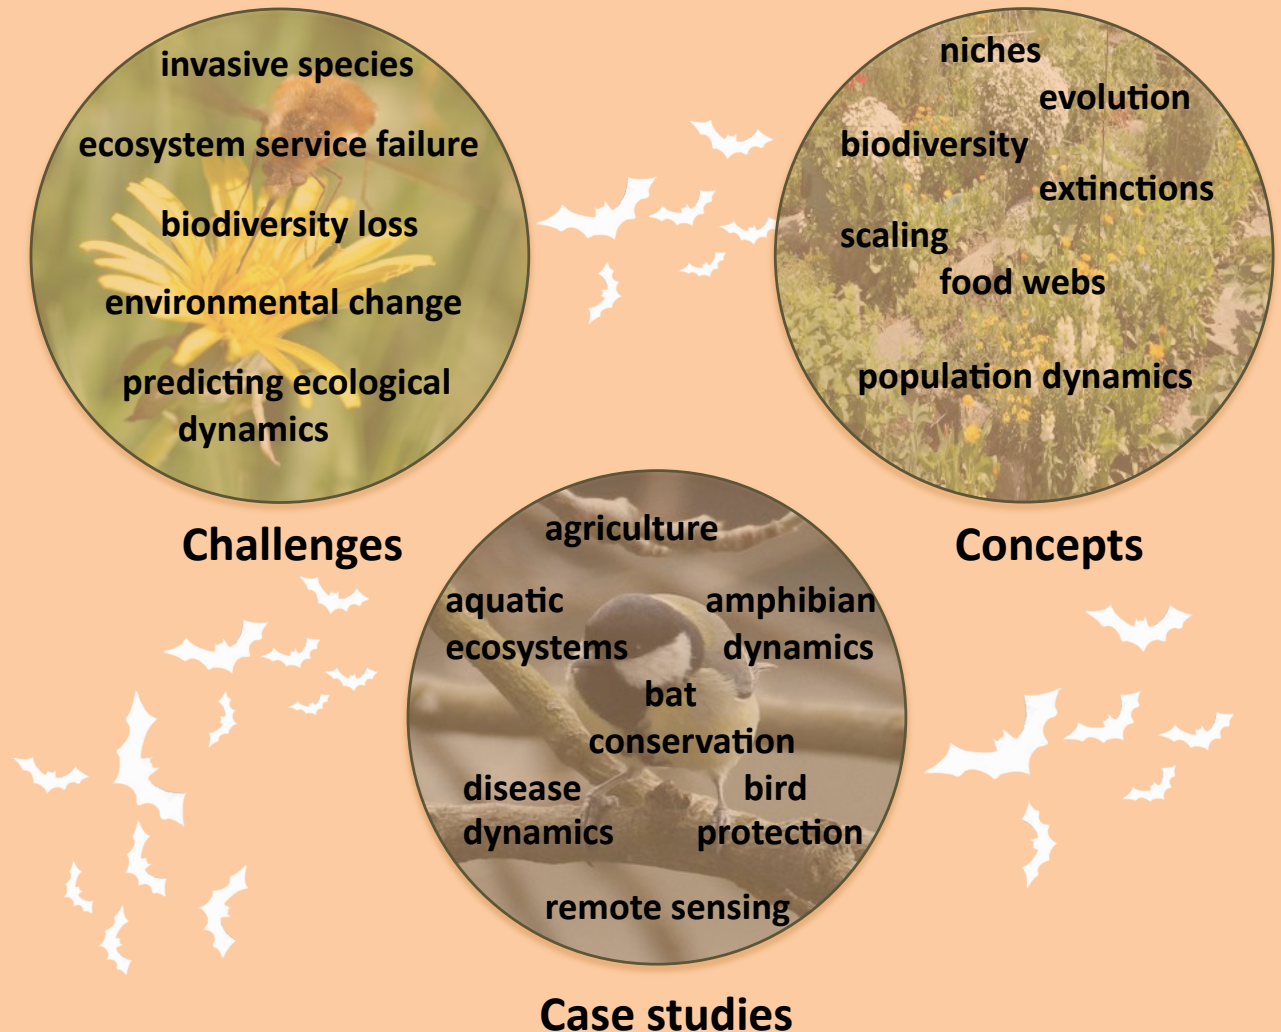 invasive species
ecosystem service failure
biodiversity loss
environmental change
predicting ecological
dynamics
Challenges
niches
evolution
biodiversity
extinctions
scaling
food webs
population dynamics
Concepts
agriculture
aquatic
ecosystems
amphibian
dynamics
bat
conservation
disease
dynamics
bird
protection
remote sensing
Case studies